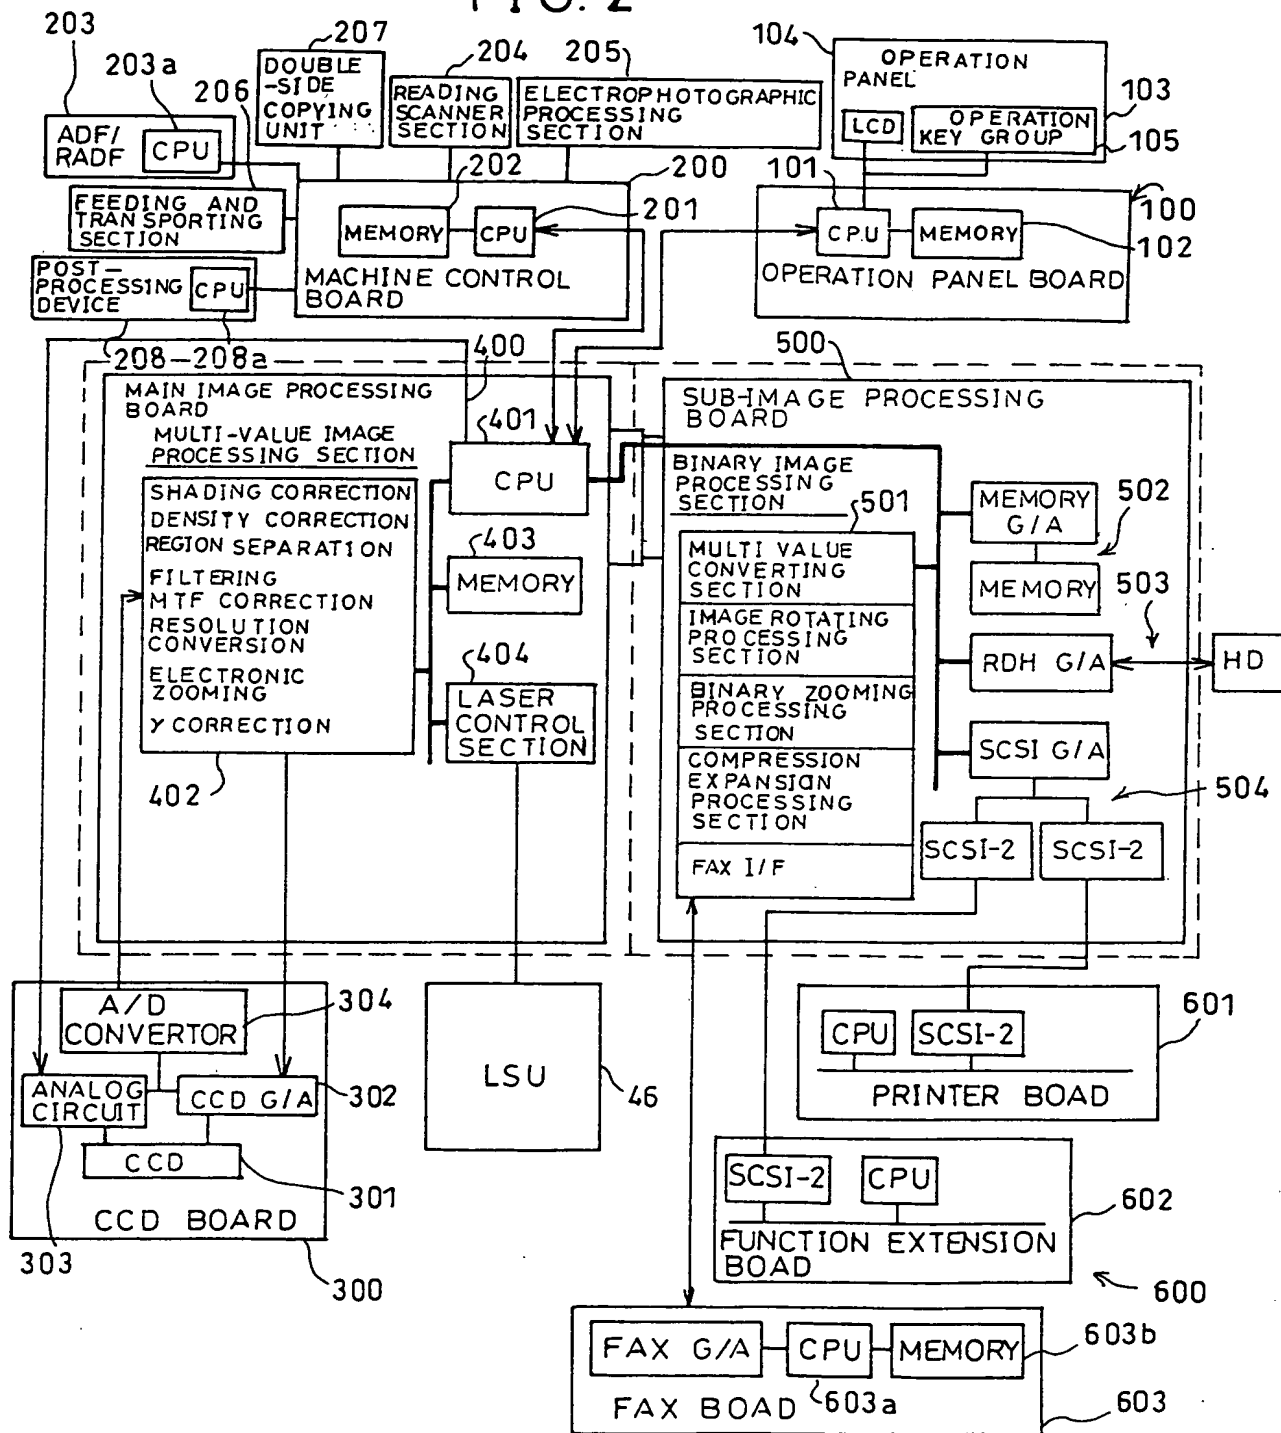 FIG. 2
203
203a
206
ADF/
RADF
CPU
207
DOUBLE
-SIDE
COPYING
UNIT
204
READING
SCANNER
SECTION
205
ELECTROPHOTOGRAPHIC
PROCESSING
SECTION
104
OPERATION
PANEL
LCD
OPERATION
KEY GROUP
103
105
FEEDING AND
TRANSPORTING
SECTION
POST-
PROCESSING
DEVICE
CPU
208
208a
202
200
201
MEMORY
CPU
MACHINE CONTROL
BOARD
101
100
102
CPU
MEMORY
OPERATION PANEL BOARD
400
500
MAIN IMAGE PROCESSING
BOARD
MULTI-VALUE IMAGE
PROCESSING SECTION
401
CPU
SHADING CORRECTION
DENSITY CORRECTION
REGION SEPARATION
FILTERING
MTF CORRECTION
RESOLUTION
CONVERSION
ELECTRONIC
ZOOMING
γ CORRECTION
402
403
MEMORY
404
LASER
CONTROL
SECTION
SUB-IMAGE PROCESSING
BOARD
BINARY IMAGE
PROCESSING
SECTION
501
MULTI VALUE
CONVERTING
SECTION
IMAGE ROTATING
PROCESSING
SECTION
BINARY ZOOMING
PROCESSING
SECTION
COMPRESSION
EXPANSION
PROCESSING
SECTION
FAX I/F
MEMORY
G/A
502
MEMORY
503
RDH G/A
HD
SCSI G/A
504
SCSI-2
SCSI-2
A/D
CONVERTOR
304
ANALOG
CIRCUIT
CCD G/A
302
CCD
301
CCD BOARD
303
300
LSU
46
CPU
SCSI-2
PRINTER BOAD
601
SCSI-2
CPU
FUNCTION EXTENSION
BOAD
602
600
FAX G/A
CPU
MEMORY
603b
603a
FAX BOAD
603